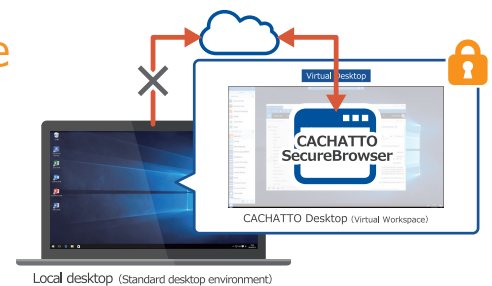 e
Virtual Desktop
CACHATTO
SecureBrowser
CACHATTO Desktop (Virtual Workspace)
Local desktop (Standard desktop environment)